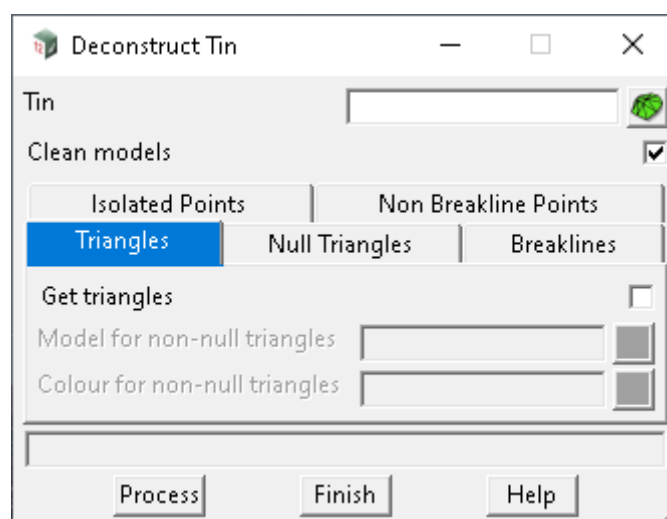 Deconstruct Tin
Tin
Clean models
Isolated Points Non Breakline Points
Triangles Null Triangles Breaklines
Get triangles
Model for non-null triangles
Colour for non-null triangles
Process Finish Help